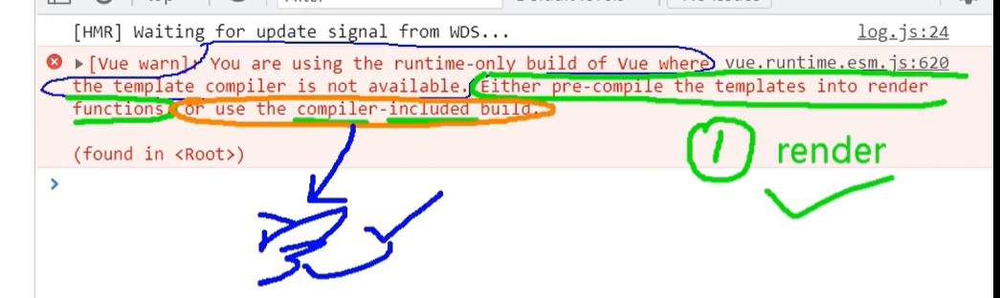 [HMR] Waiting for update signal from WDS...
log.js:24
▶[Vue warn]: You are using the runtime-only build of Vue where
vue.runtime.esm.js:620
the template compiler is not available. Either pre-compile the templates into render
functions, or use the compiler-included build.
(found in <Root>)
① render